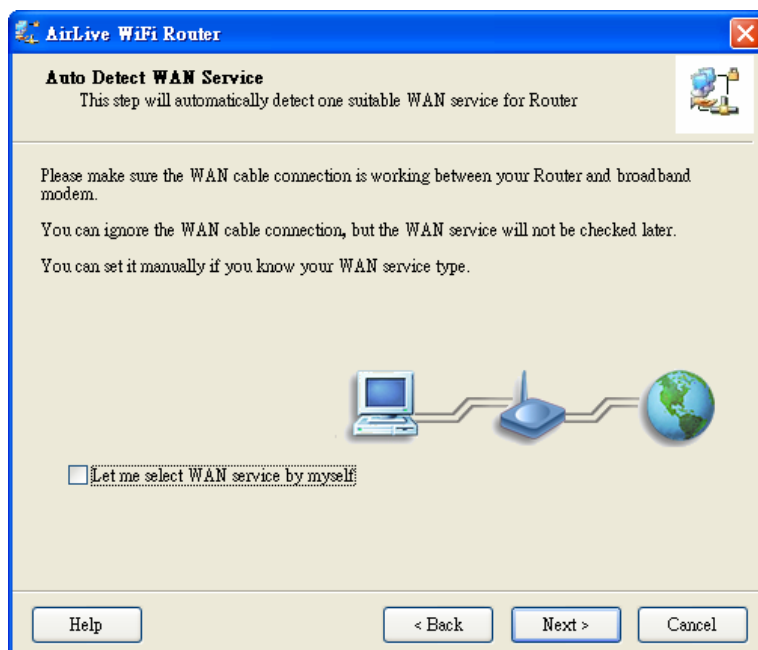 AirLive WiFi Router
Auto Detect WAN Service
This step will automatically detect one suitable WAN service for Router
Please make sure the WAN cable connection is working between your Router and broadband
modem.
You can ignore the WAN cable connection, but the WAN service will not be checked later.
You can set it manually if you know your WAN service type.
Let me select WAN service by myself
Help
< Back
Next >
Cancel